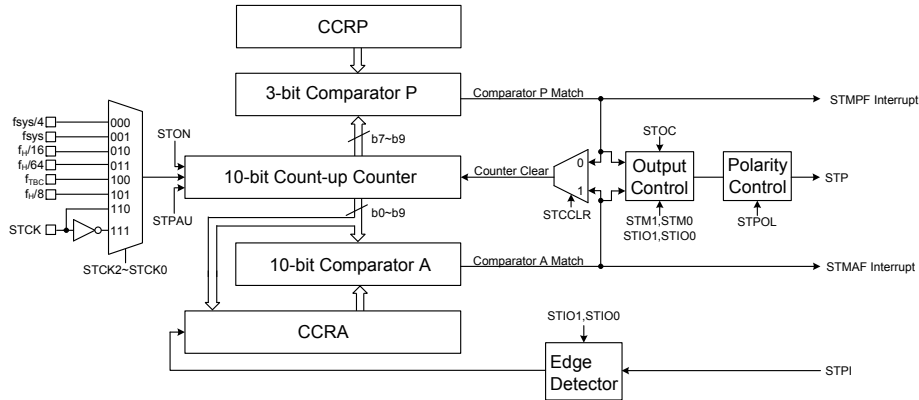 CCRP
3-bit Comparator P
Comparator P Match
STMPF Interrupt
fsys/4
000
fsys
001
fH/16
010
fH/64
011
fTBC
100
fH/8
101
110
STCK
111
STCK2~STCK0
STON
STPAU
b7~b9
10-bit Count-up Counter
b0~b9
Counter Clear
0
1
STCCLR
STOC
Output
Control
STM1,STM0
STIO1,STIO0
Polarity
Control
STPOL
STP
10-bit Comparator A
Comparator A Match
STMAF Interrupt
CCRA
STIO1,STIO0
Edge
Detector
STPI